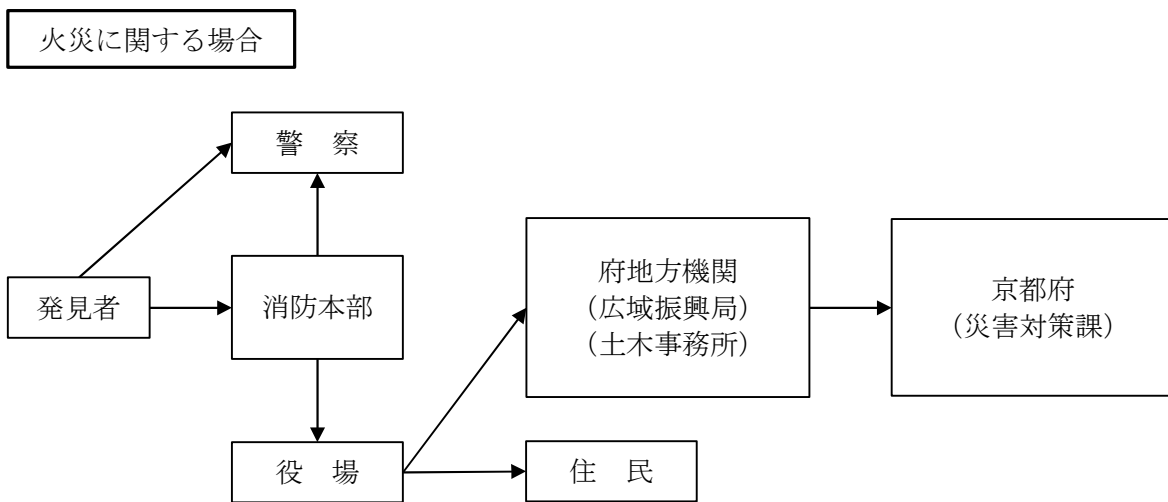 火災に関する場合
警　察
発見者
消防本部
府地方機関
（広域振興局）
（土木事務所）
京都府
（災害対策課）
役　場
住　民